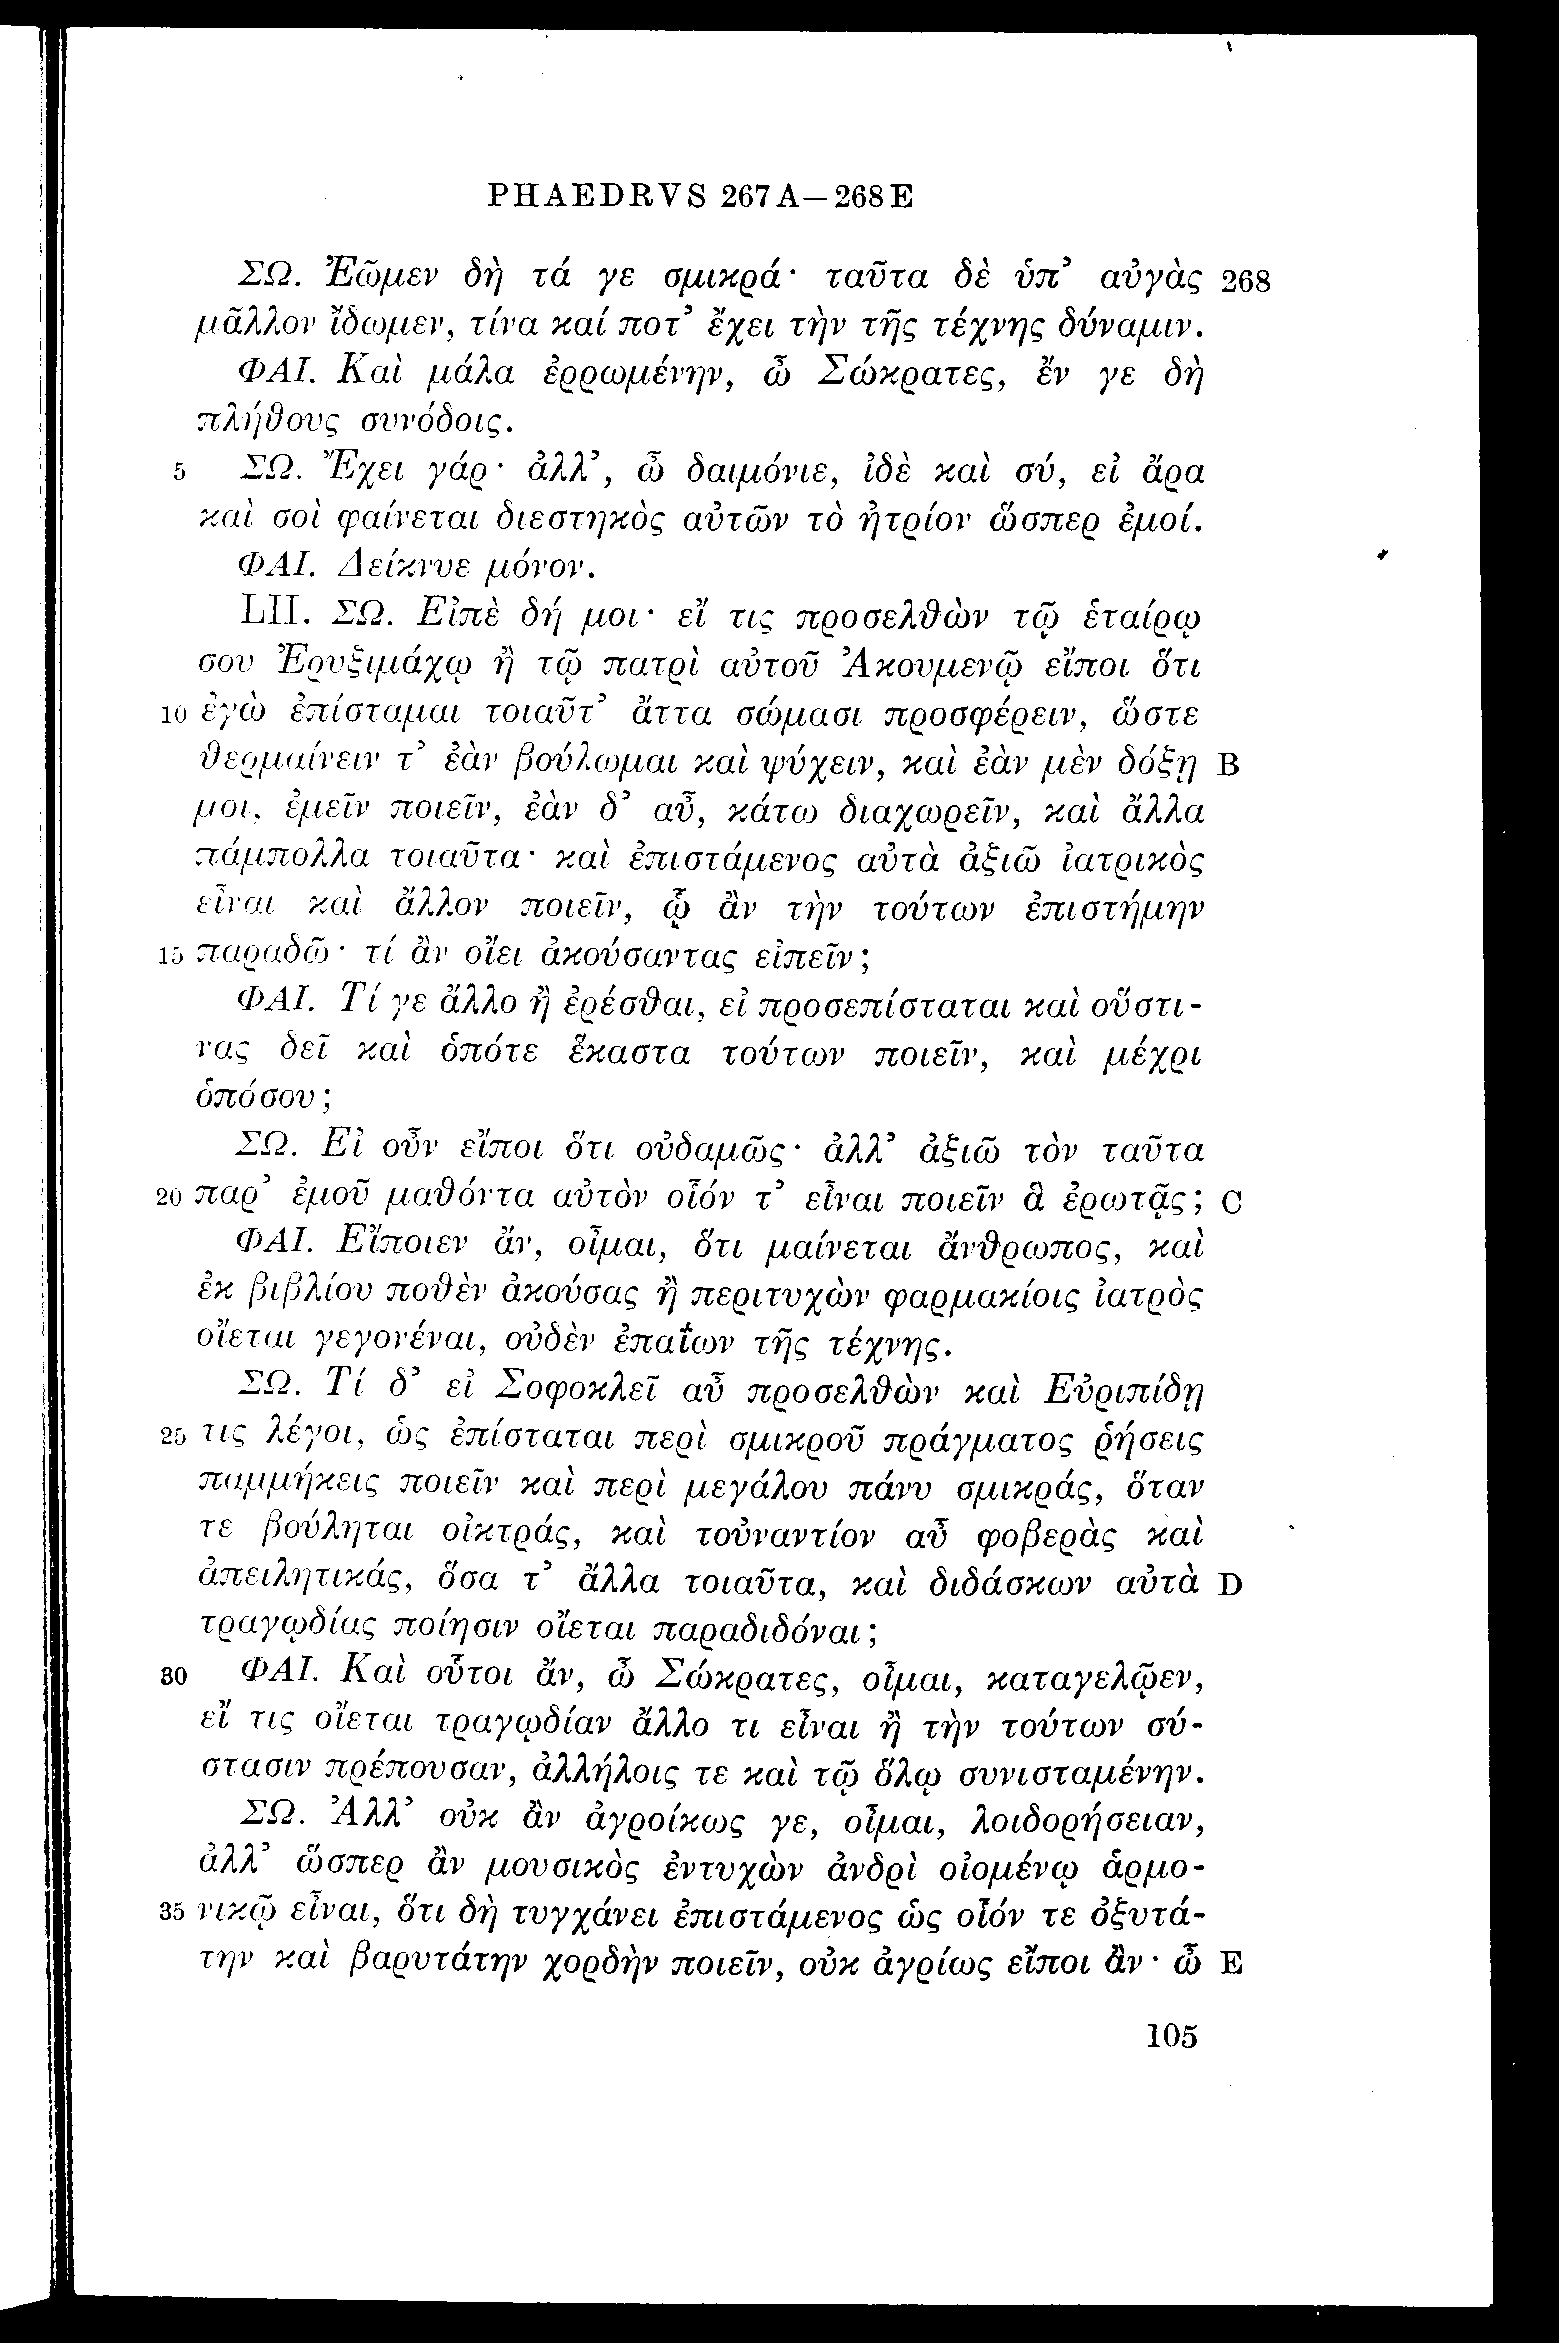 PHAEDRVS 267A—268E
ΣΩ. Ἐῶμεν δὴ τά γε σμικρά· ταῦτα δὲ ὑπ’ αὐγὰς 268
μᾶλλον ἴδωμεν, τίνα καί ποτ’ ἔχει τὴν τῆς τέχνης δύναμιν.
ΦΑΙ. Καὶ μάλα ἐρρωμένην, ὦ Σώκρατες, ἔν γε δὴ
πλήθους συνόδοις.
5 ΣΩ. Ἔχει γάρ· ἀλλ’, ὦ δαιμόνιε, ἰδὲ καὶ σύ, εἰ ἄρα
καὶ σοὶ φαίνεται διεστηκὸς αὐτῶν τὸ ἠτρίον ὥσπερ ἐμοί.
ΦΑΙ. Δείκνυε μόνον.
LII. ΣΩ. Εἰπὲ δή μοι· εἴ τις προσελθὼν τῷ ἑταίρῳ
σου Ἐρυξιμάχῳ ἢ τῷ πατρὶ αὐτοῦ Ἀκουμενῷ εἴποι ὅτι
10 ἐγὼ ἐπίσταμαι τοιαῦτ’ ἄττα σώμασι προσφέρειν, ὥστε
θερμαίνειν τ’ ἐὰν βούλωμαι καὶ ψύχειν, καὶ ἐὰν μὲν δόξῃ B
μοι, ἐμεῖν ποιεῖν, ἐὰν δ’ αὖ, κάτω διαχωρεῖν, καὶ ἄλλα
πάμπολλα τοιαῦτα· καὶ ἐπιστάμενος αὐτὰ ἀξιῶ ἰατρικὸς
εἶναι καὶ ἄλλον ποιεῖν, ᾧ ἂν τὴν τούτων ἐπιστήμην
15 παραδῶ· τί ἂν οἴει ἀκούσαντας εἰπεῖν;
ΦΑΙ. Τί γε ἄλλο ἢ ἐρέσθαι, εἰ προσεπίσταται καὶ οὕστι-
νας δεῖ καὶ ὁπότε ἕκαστα τούτων ποιεῖν, καὶ μέχρι
ὁπόσου;
ΣΩ. Εἰ οὖν εἴποι ὅτι οὐδαμῶς· ἀλλ’ ἀξιῶ τὸν ταῦτα
20 παρ’ ἐμοῦ μαθόντα αὐτὸν οἷόν τ’ εἶναι ποιεῖν ἃ ἐρωτᾷς; C
ΦΑΙ. Εἴποιεν ἄν, οἶμαι, ὅτι μαίνεται ἄνθρωπος, καὶ
ἐκ βιβλίου ποθὲν ἀκούσας ἢ περιτυχὼν φαρμακίοις ἰατρὸς
οἴεται γεγονέναι, οὐδὲν ἐπαΐων τῆς τέχνης.
ΣΩ. Τί δ’ εἰ Σοφοκλεῖ αὖ προσελθὼν καὶ Εὐριπίδῃ
25 τις λέγοι, ὡς ἐπίσταται περὶ σμικροῦ πράγματος ῥήσεις
παμμήκεις ποιεῖν καὶ περὶ μεγάλου πάνυ σμικράς, ὅταν
τε βούληται οἰκτράς, καὶ τοὐναντίον αὖ φοβερὰς καὶ
ἀπειλητικάς, ὅσα τ’ ἄλλα τοιαῦτα, καὶ διδάσκων αὐτὰ D
τραγῳδίας ποίησιν οἴεται παραδιδόναι;
30 ΦΑΙ. Καὶ οὗτοι ἄν, ὦ Σώκρατες, οἶμαι, καταγελῷεν,
εἴ τις οἴεται τραγῳδίαν ἄλλο τι εἶναι ἢ τὴν τούτων σύ-
στασιν πρέπουσαν, ἀλλήλοις τε καὶ τῷ ὅλῳ συνισταμένην.
ΣΩ. Ἀλλ’ οὐκ ἂν ἀγροίκως γε, οἶμαι, λοιδορήσειαν,
ἀλλ’ ὥσπερ ἂν μουσικὸς ἐντυχὼν ἀνδρὶ οἰομένῳ ἁρμο-
35 νικῷ εἶναι, ὅτι δὴ τυγχάνει ἐπιστάμενος ὡς οἷόν τε ὀξυτά-
την καὶ βαρυτάτην χορδὴν ποιεῖν, οὐκ ἀγρίως εἴποι ἄν· ὦ E
105